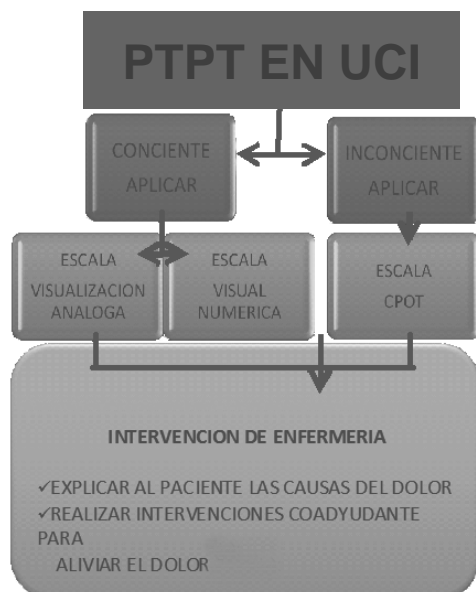 PTPT EN UCI
CONCIENTE
APLICAR
INCONCIENTE
APLICAR
ESCALA
VISUALIZACION
ANALOGA
ESCALA
VISUAL
NUMERICA
ESCALA
CPOT
INTERVENCION DE ENFERMERIA
✓EXPLICAR AL PACIENTE LAS CAUSAS DEL DOLOR
✓REALIZAR INTERVENCIONES COADYUDANTE
PARA
ALIVIAR EL DOLOR